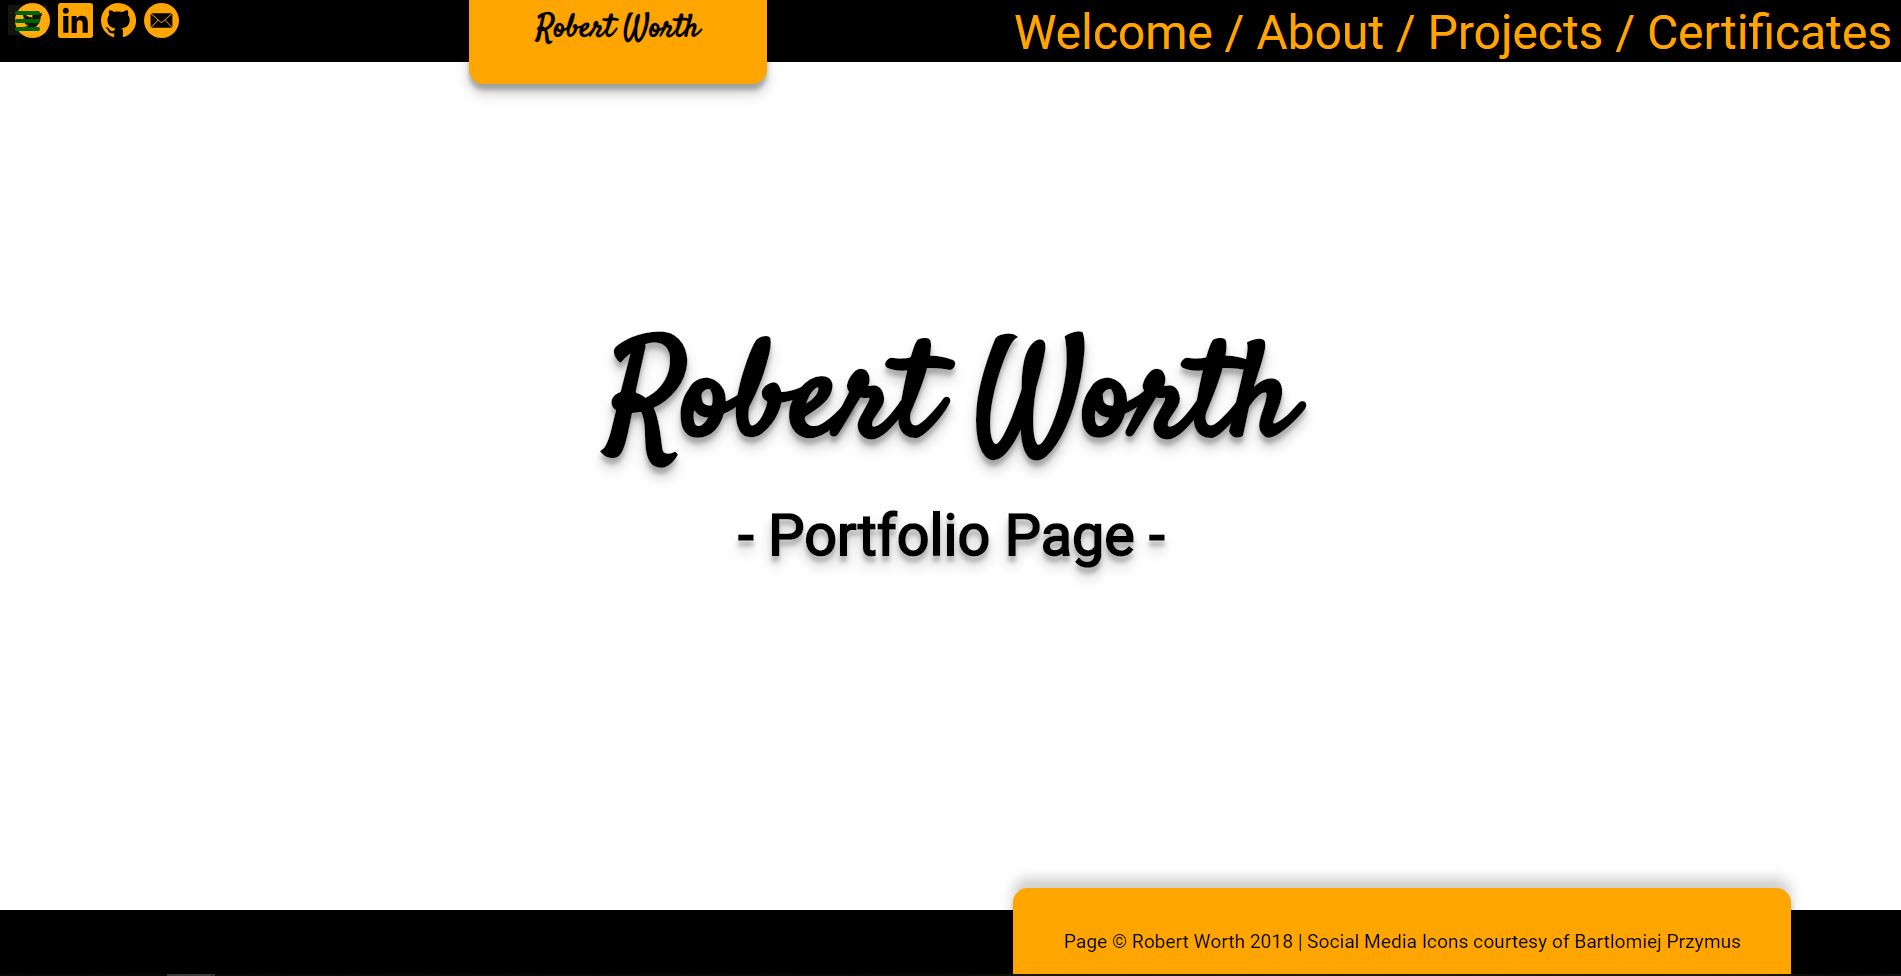 in
Robert Worth
Welcome / About / Projects / Certificates
Robert Worth
- Portfolio Page -
Page © Robert Worth 2018 | Social Media Icons courtesy of Bartlomiej Przymus